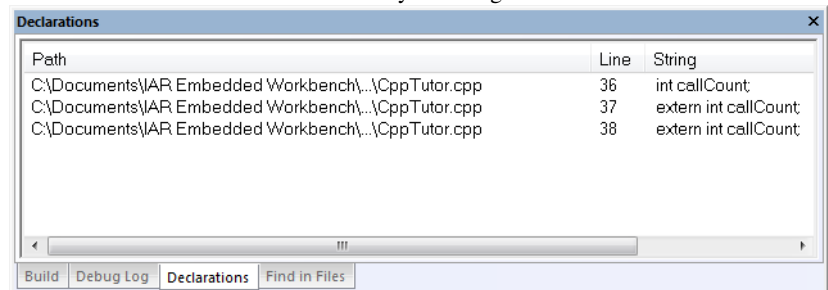 Declarations
Path Line String
C:\Documents\IAR Embedded Workbench\...\CppTutor.cpp 36 int callCount;
C:\Documents\IAR Embedded Workbench\...\CppTutor.cpp 37 extern int callCount;
C:\Documents\IAR Embedded Workbench\...\CppTutor.cpp 38 extern int callCount;
Build Debug Log Declarations Find in Files